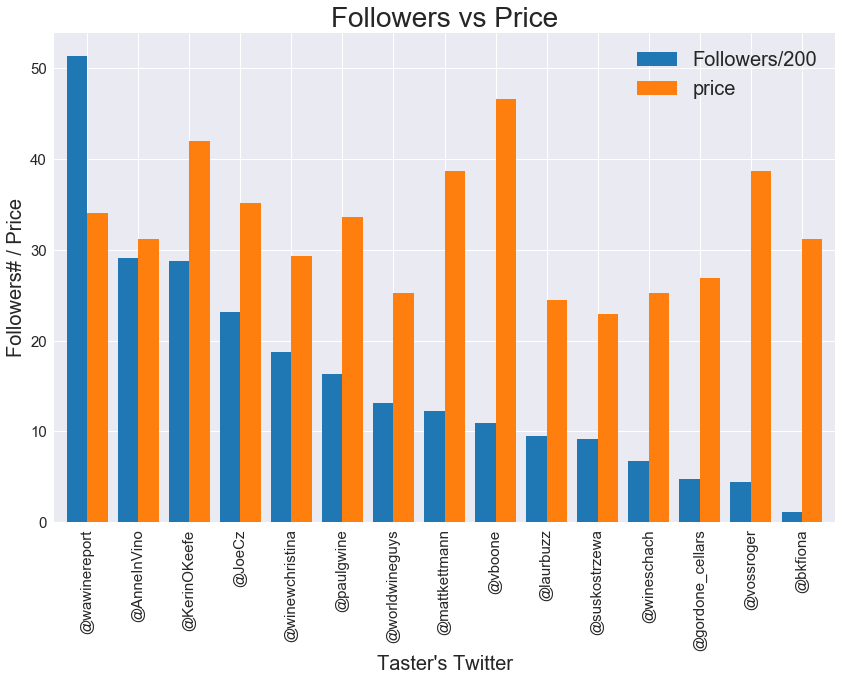 Followers vs Price
Followers/200
price
Followers# / Price
50
40
30
20
10
0
@wawinereport
@AnneInVino
@KerinOKeefe
@JoeCz
@winewchristina
@paulgwine
@worldwineguys
@mattkettmann
@vboone
@laurbuzz
@suskostrzewa
@wineschach
@gordone_cellars
@vossroger
@bkfiona
Taster's Twitter